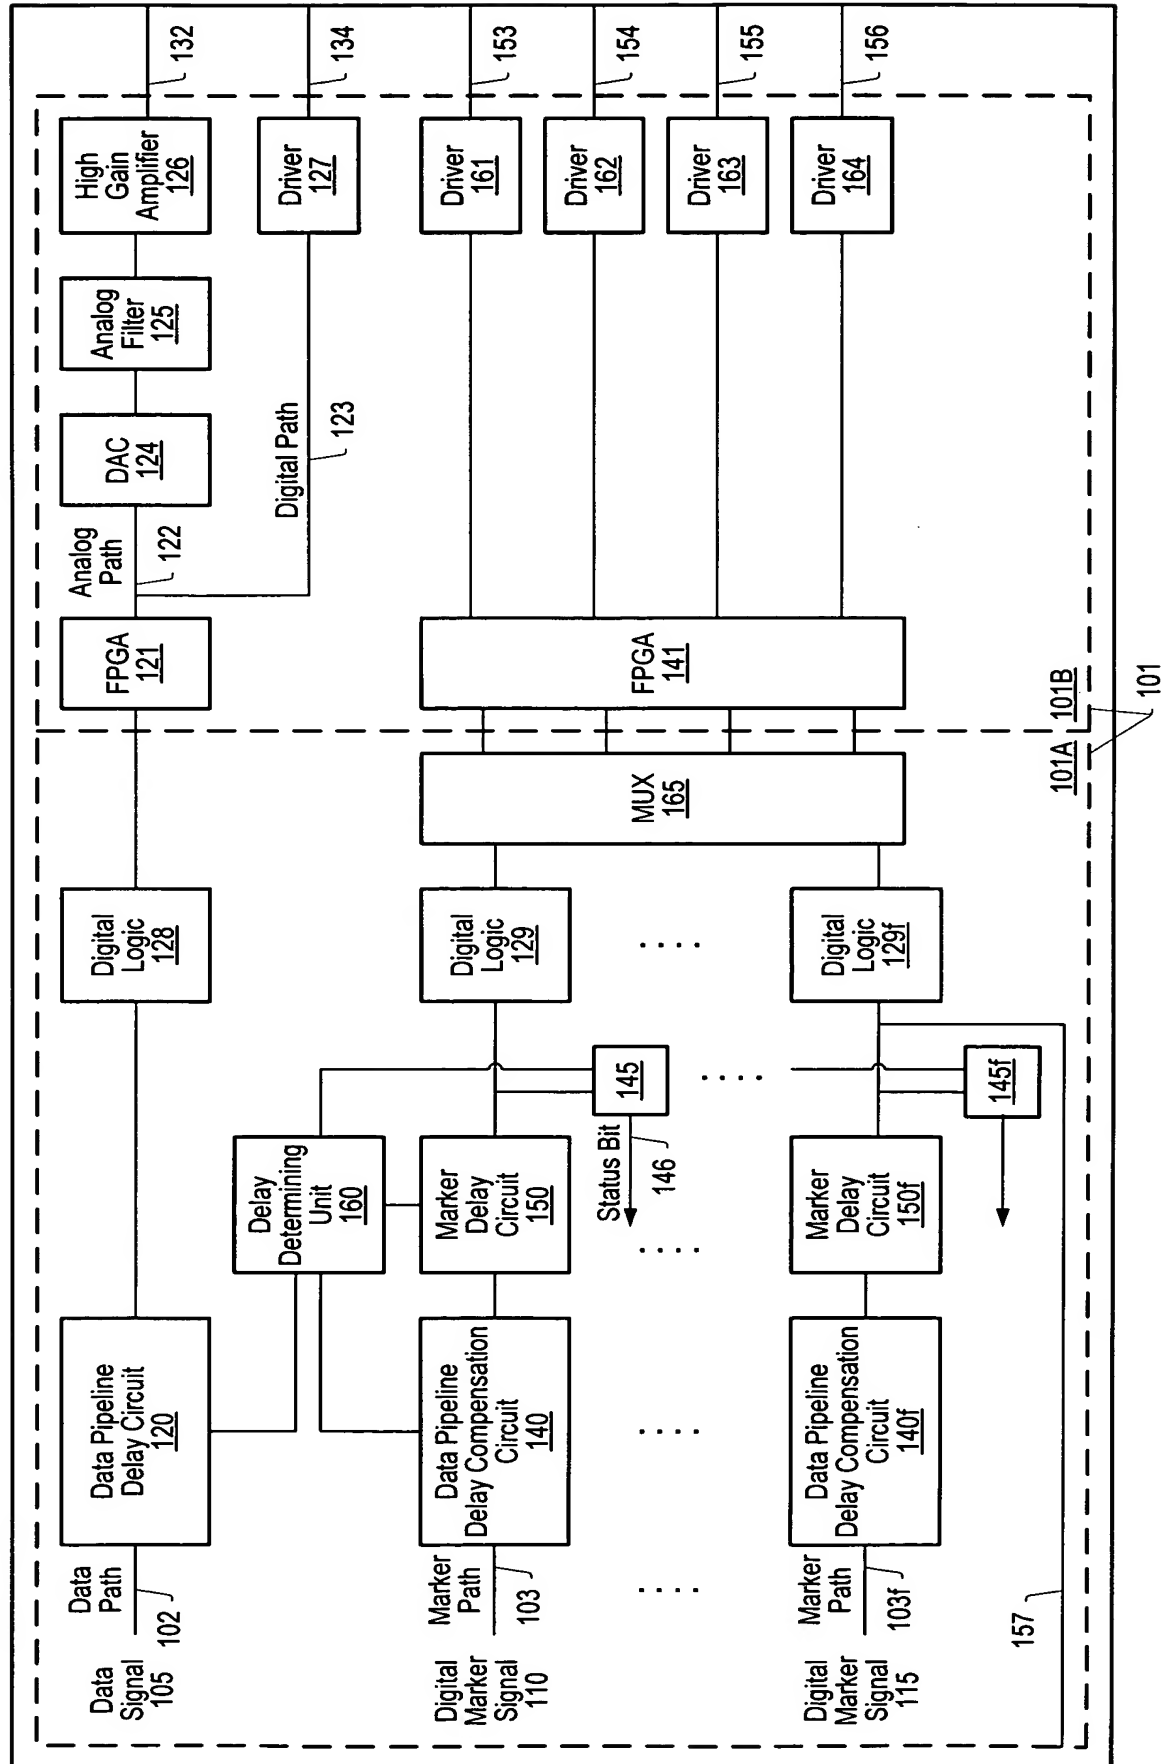 Data
Signal
105
Data
Path
102
Data Pipeline
Delay Circuit
120
Digital
Logic
128
FPGA
121
Analog
Path
122
DAC
124
Analog
Filter
125
High
Gain
Amplifier
126
132
Digital Path
123
Driver
127
134
Delay
Determining
Unit
160
Digital
Marker
Signal
110
Marker
Path
103
Data Pipeline
Delay Compensation
Circuit
140
Marker
Delay
Circuit
150
Status Bit
146
145
Digital
Logic
129
MUX
165
FPGA
141
Driver
161
153
Driver
162
154
Driver
163
155
Driver
164
156
Digital
Marker
Signal
115
Marker
Path
103f
Data Pipeline
Delay Compensation
Circuit
140f
Marker
Delay
Circuit
150f
145f
Digital
Logic
129f
157
101A
101B
101